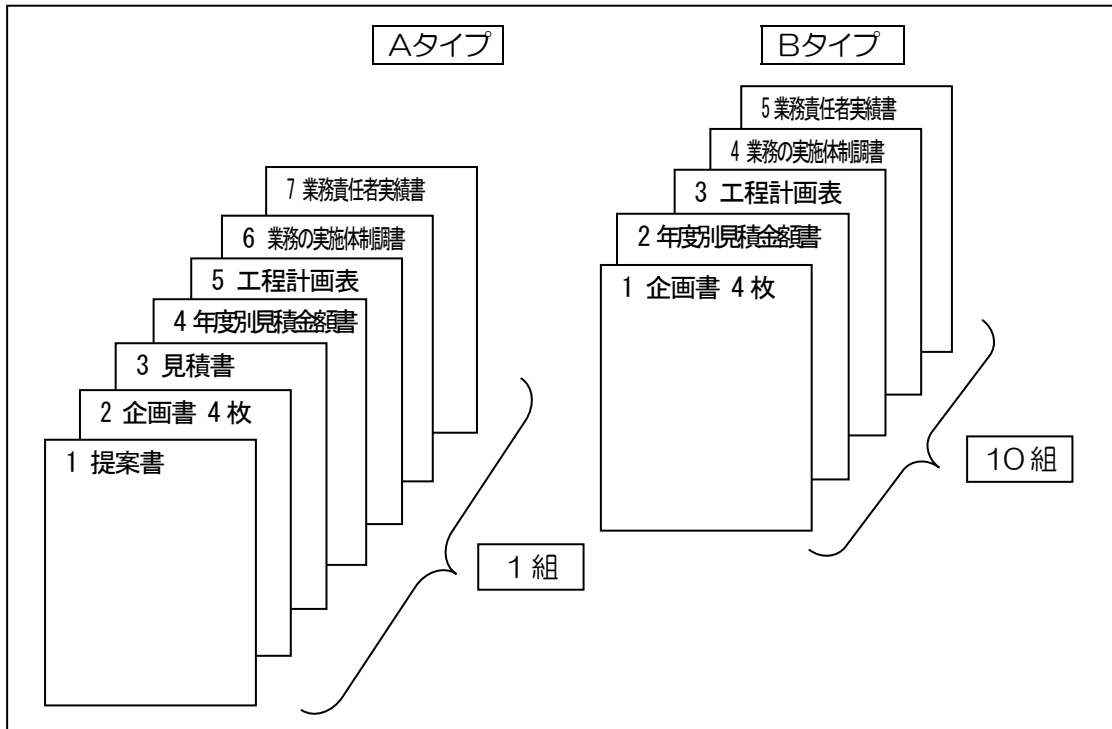 Aタイプ
7 業務責任者実績書
6 業務の実施体制調書
5 工程計画表
4 年度別見積金額書
3 見積書
2 企画書 4枚
1 提案書
1組
Bタイプ
5 業務責任者実績書
4 業務の実施体制調書
3 工程計画表
2 年度別見積金額書
1 企画書 4枚
10組